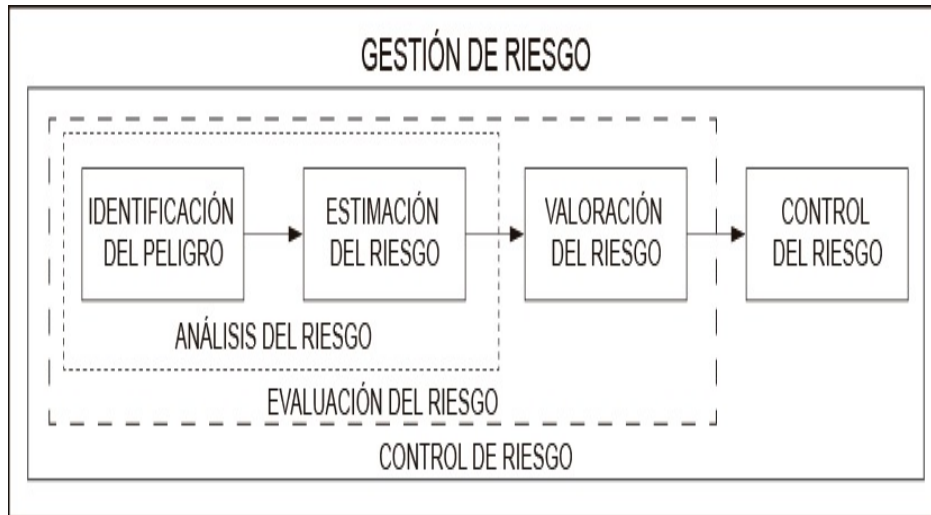 GESTIÓN DE RIESGO
IDENTIFICACIÓN
DEL PELIGRO
ESTIMACIÓN
DEL RIESGO
VALORACIÓN
DEL RIESGO
CONTROL
DEL RIESGO
ANÁLISIS DEL RIESGO
EVALUACIÓN DEL RIESGO
CONTROL DE RIESGO